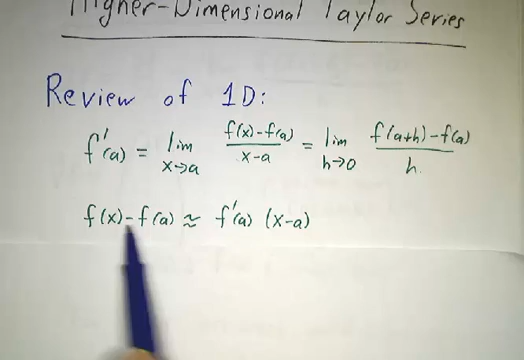 Higher-Dimensional Taylor Series
Review of 1D:
f'(a) = lim x→a f(x)-f(a) / x-a = lim h→0 f(a+h)-f(a) / h
f(x)-f(a) ≈ f'(a) (x-a)